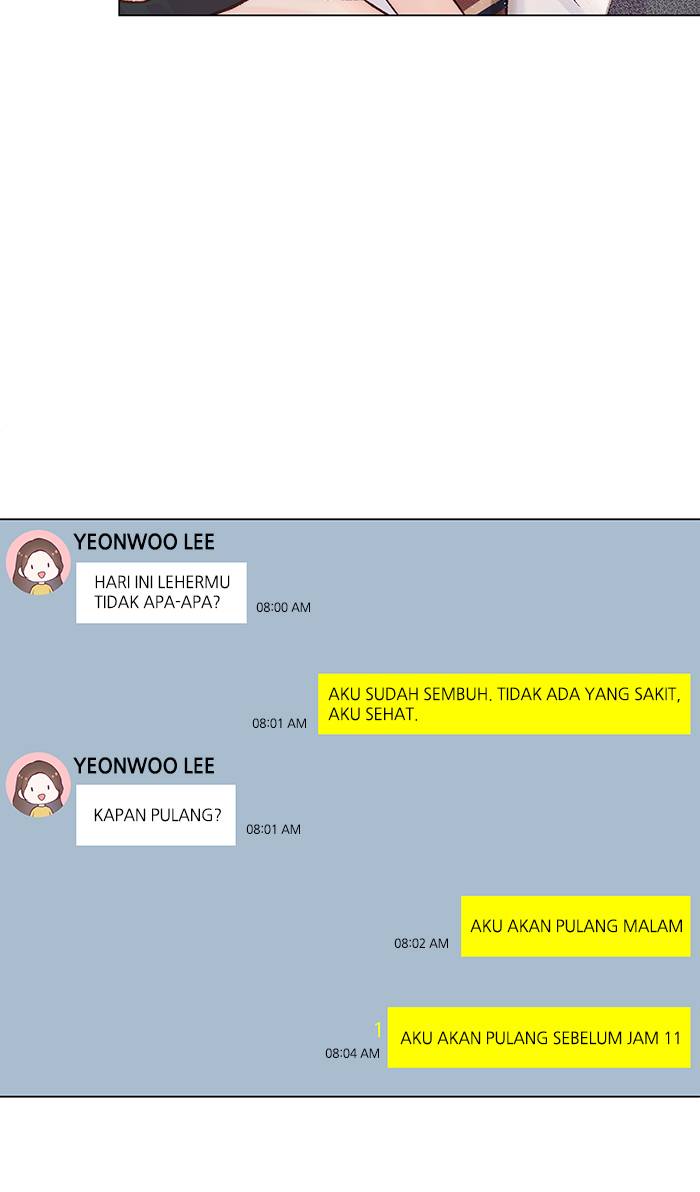 YEONWOO LEE
HARI INI LEHERMU
TIDAK APA-APA?
08:00 AM
AKU SUDAH SEMBUH. TIDAK ADA YANG SAKIT,
AKU SEHAT.
08:01 AM
YEONWOO LEE
KAPAN PULANG?
08:01 AM
AKU AKAN PULANG MALAM
08:02 AM
1
AKU AKAN PULANG SEBELUM JAM 11
08:04 AM